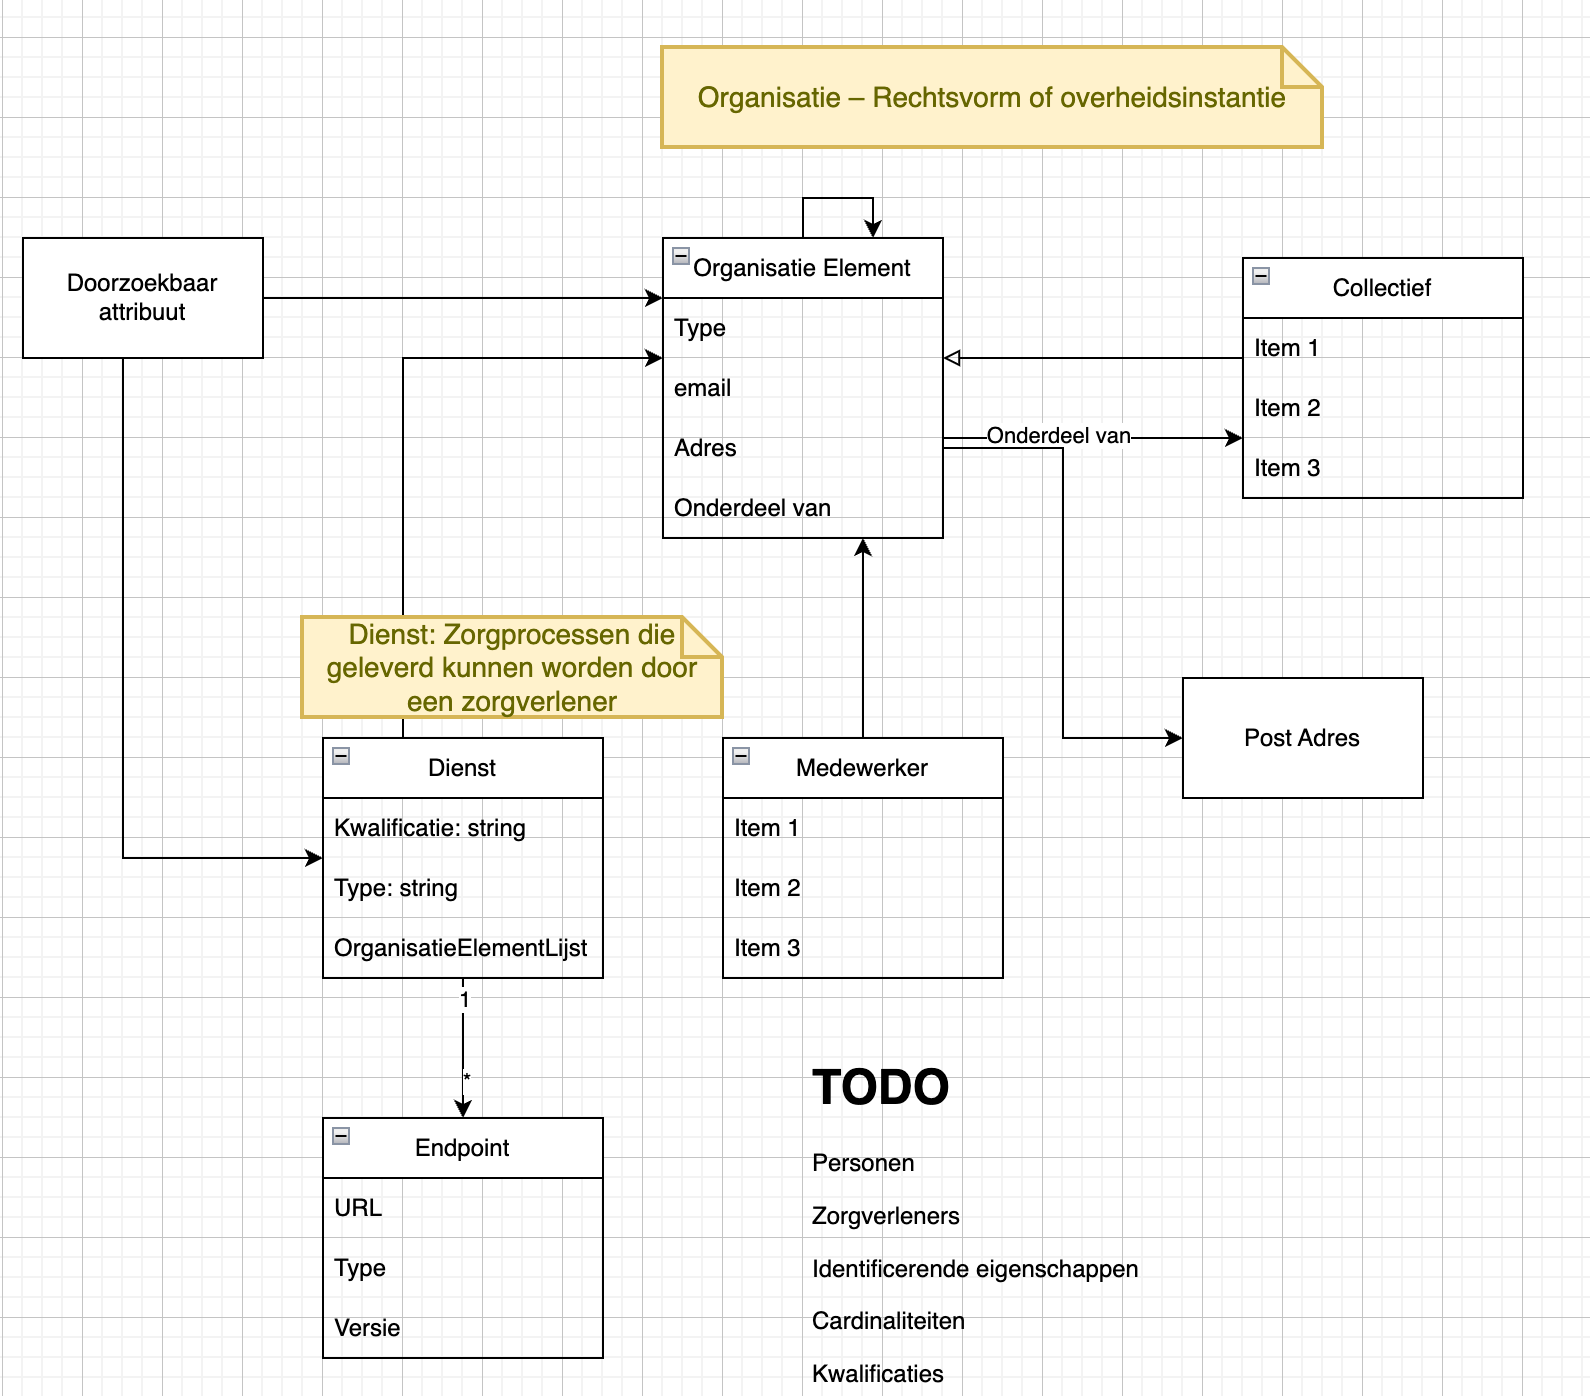 Organisatie – Rechtsvorm of overheidsinstantie
Doorzoekbaar
attribuut
Organisatie Element
Type
email
Adres
Onderdeel van
Collectief
Item 1
Item 2
Item 3
Onderdeel van
Dienst: Zorgprocessen die
geleverd kunnen worden door
een zorgverlener
Dienst
Kwalificatie: string
Type: string
OrganisatieElementLijst
Medewerker
Item 1
Item 2
Item 3
Post Adres
1
*
Endpoint
URL
Type
Versie
TODO
Personen
Zorgverleners
Identificerende eigenschappen
Cardinaliteiten
Kwalificaties